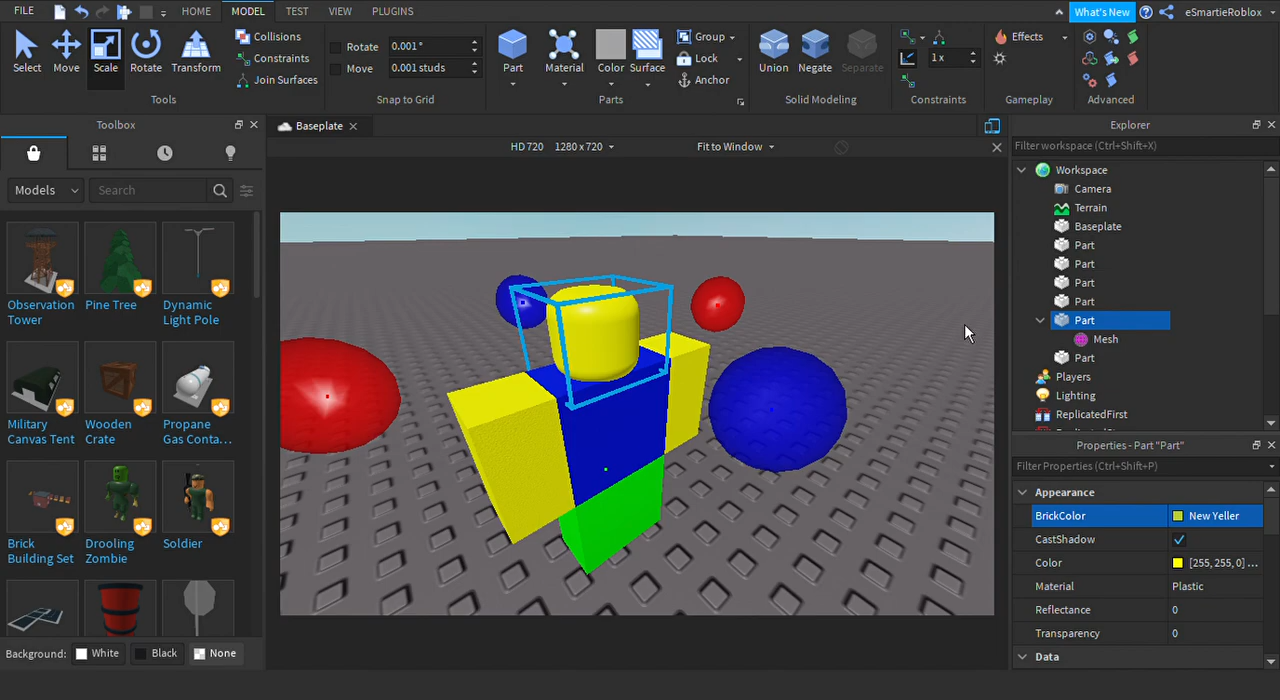 FILE HOME MODEL TEST VIEW PLUGINS What's New eSmartieRoblox
Select Move Scale Rotate Transform
Collisions
Constraints
Join Surfaces
Tools
Rotate 0.001 °
Move 0.001 studs
Snap to Grid
Part Material Color Surface
Group
Lock
Anchor
Parts
Union Negate Separate
Solid Modeling
1 x
Constraints
Effects
Gameplay
Advanced
Toolbox
Models Search
Observation Tower
Pine Tree
Dynamic Light Pole
Military Canvas Tent
Wooden Crate
Propane Gas Conta...
Brick Building Set
Drooling Zombie
Soldier
Background: White Black None
Baseplate
HD 720 1280 x 720 Fit to Window
Explorer
Filter workspace (Ctrl+Shift+X)
Workspace
Camera
Terrain
Baseplate
Part
Part
Part
Part
Part
Mesh
Part
Players
Lighting
ReplicatedFirst
Properties - Part "Part"
Filter Properties (Ctrl+Shift+P)
Appearance
BrickColor New Yeller
CastShadow
Color [255, 255, 0] ...
Material Plastic
Reflectance 0
Transparency 0
Data